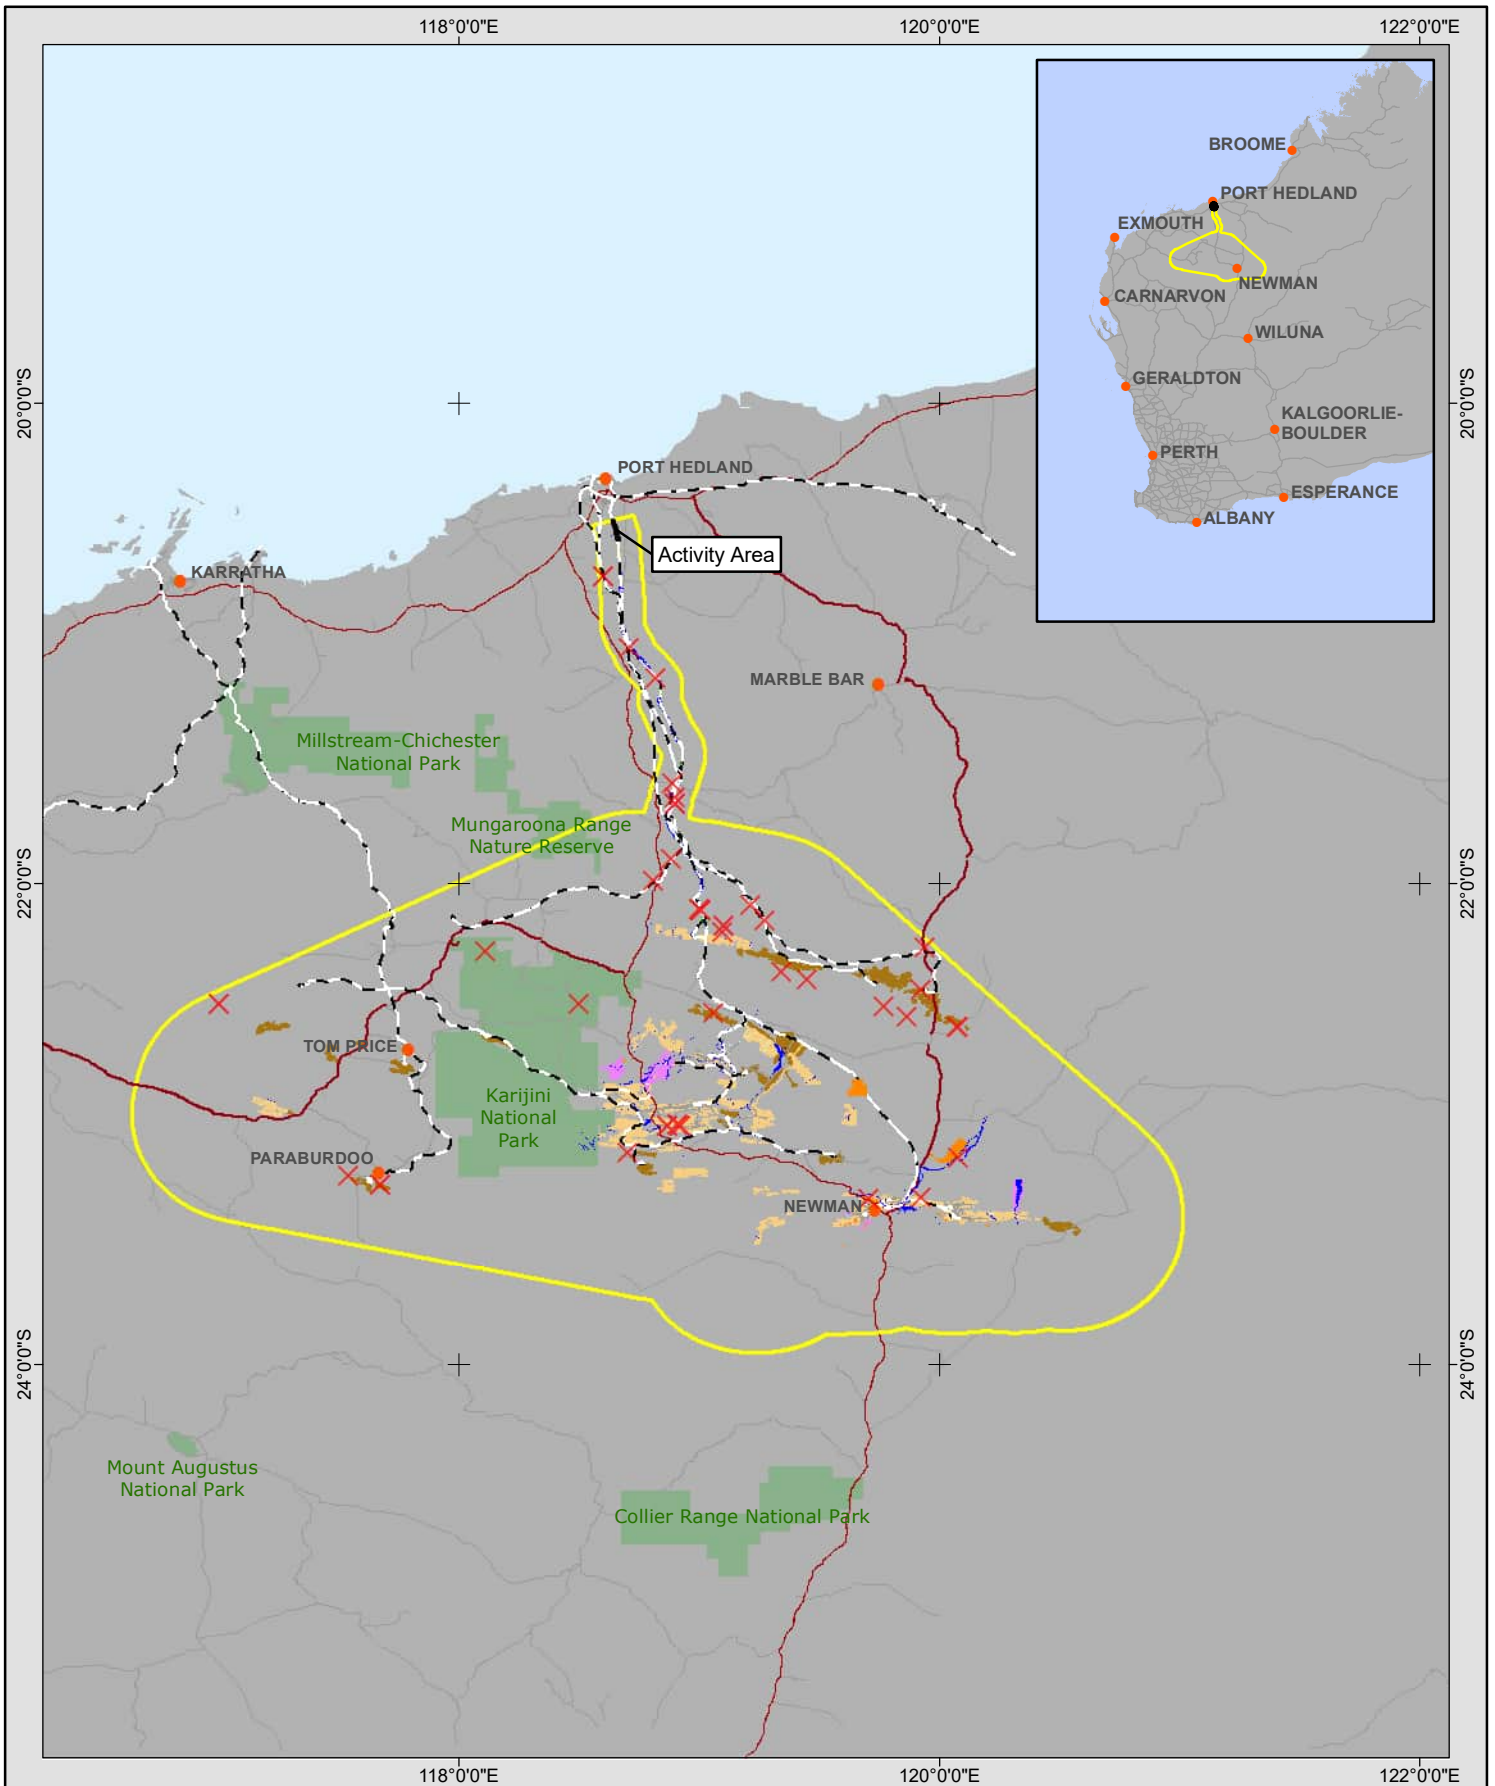 118°0'0"E
120°0'0"E
122°0'0"E
BROOME
PORT HEDLAND
EXMOUTH
NEWMAN
CARNARVON
WILUNA
GERALDTON
KALGOORLIE-
BOULDER
PERTH
ESPERANCE
ALBANY
20°0'0"S
20°0'0"S
PORT HEDLAND
Activity Area
KARRATHA
MARBLE BAR
Millstream-Chichester
National Park
Mungaroona Range
Nature Reserve
22°0'0"S
22°0'0"S
TOM PRICE
Karijini
National
Park
PARABURDOO
NEWMAN
24°0'0"S
24°0'0"S
Mount Augustus
National Park
Collier Range National Park
118°0'0"E
120°0'0"E
122°0'0"E